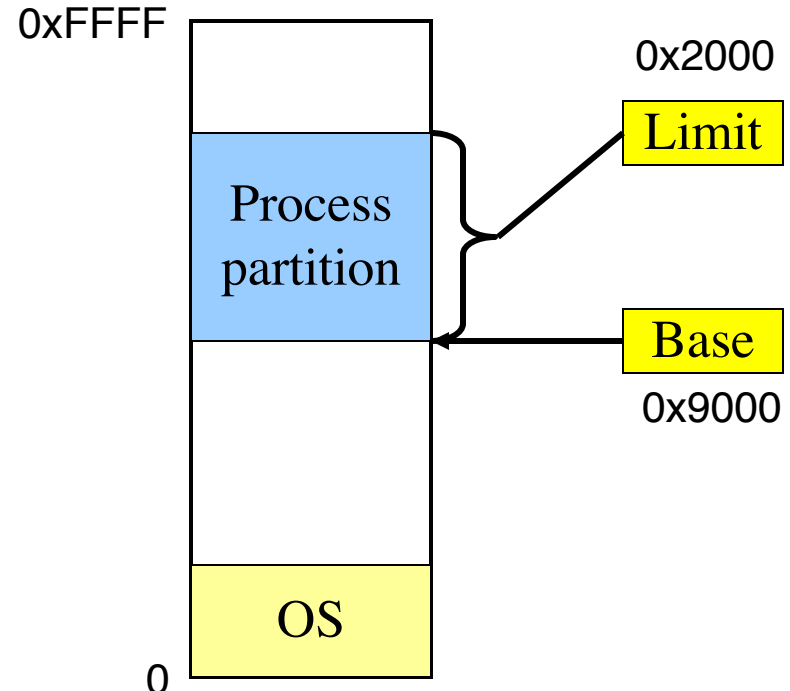 0xFFFF
0x2000
Limit
Process
partition
Base
0x9000
OS
0